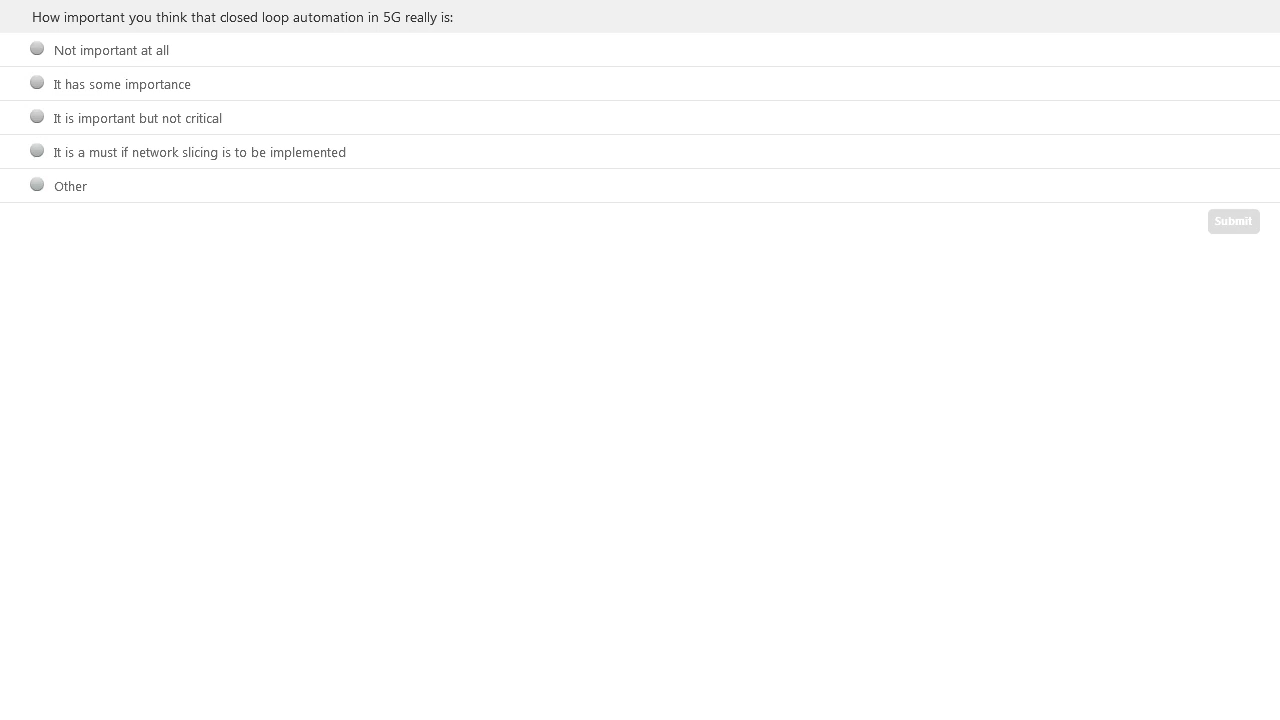 How important you think that closed loop automation in 5G really is:
Not important at all
It has some importance
It is important but not critical
It is a must if network slicing is to be implemented
Other
Submit